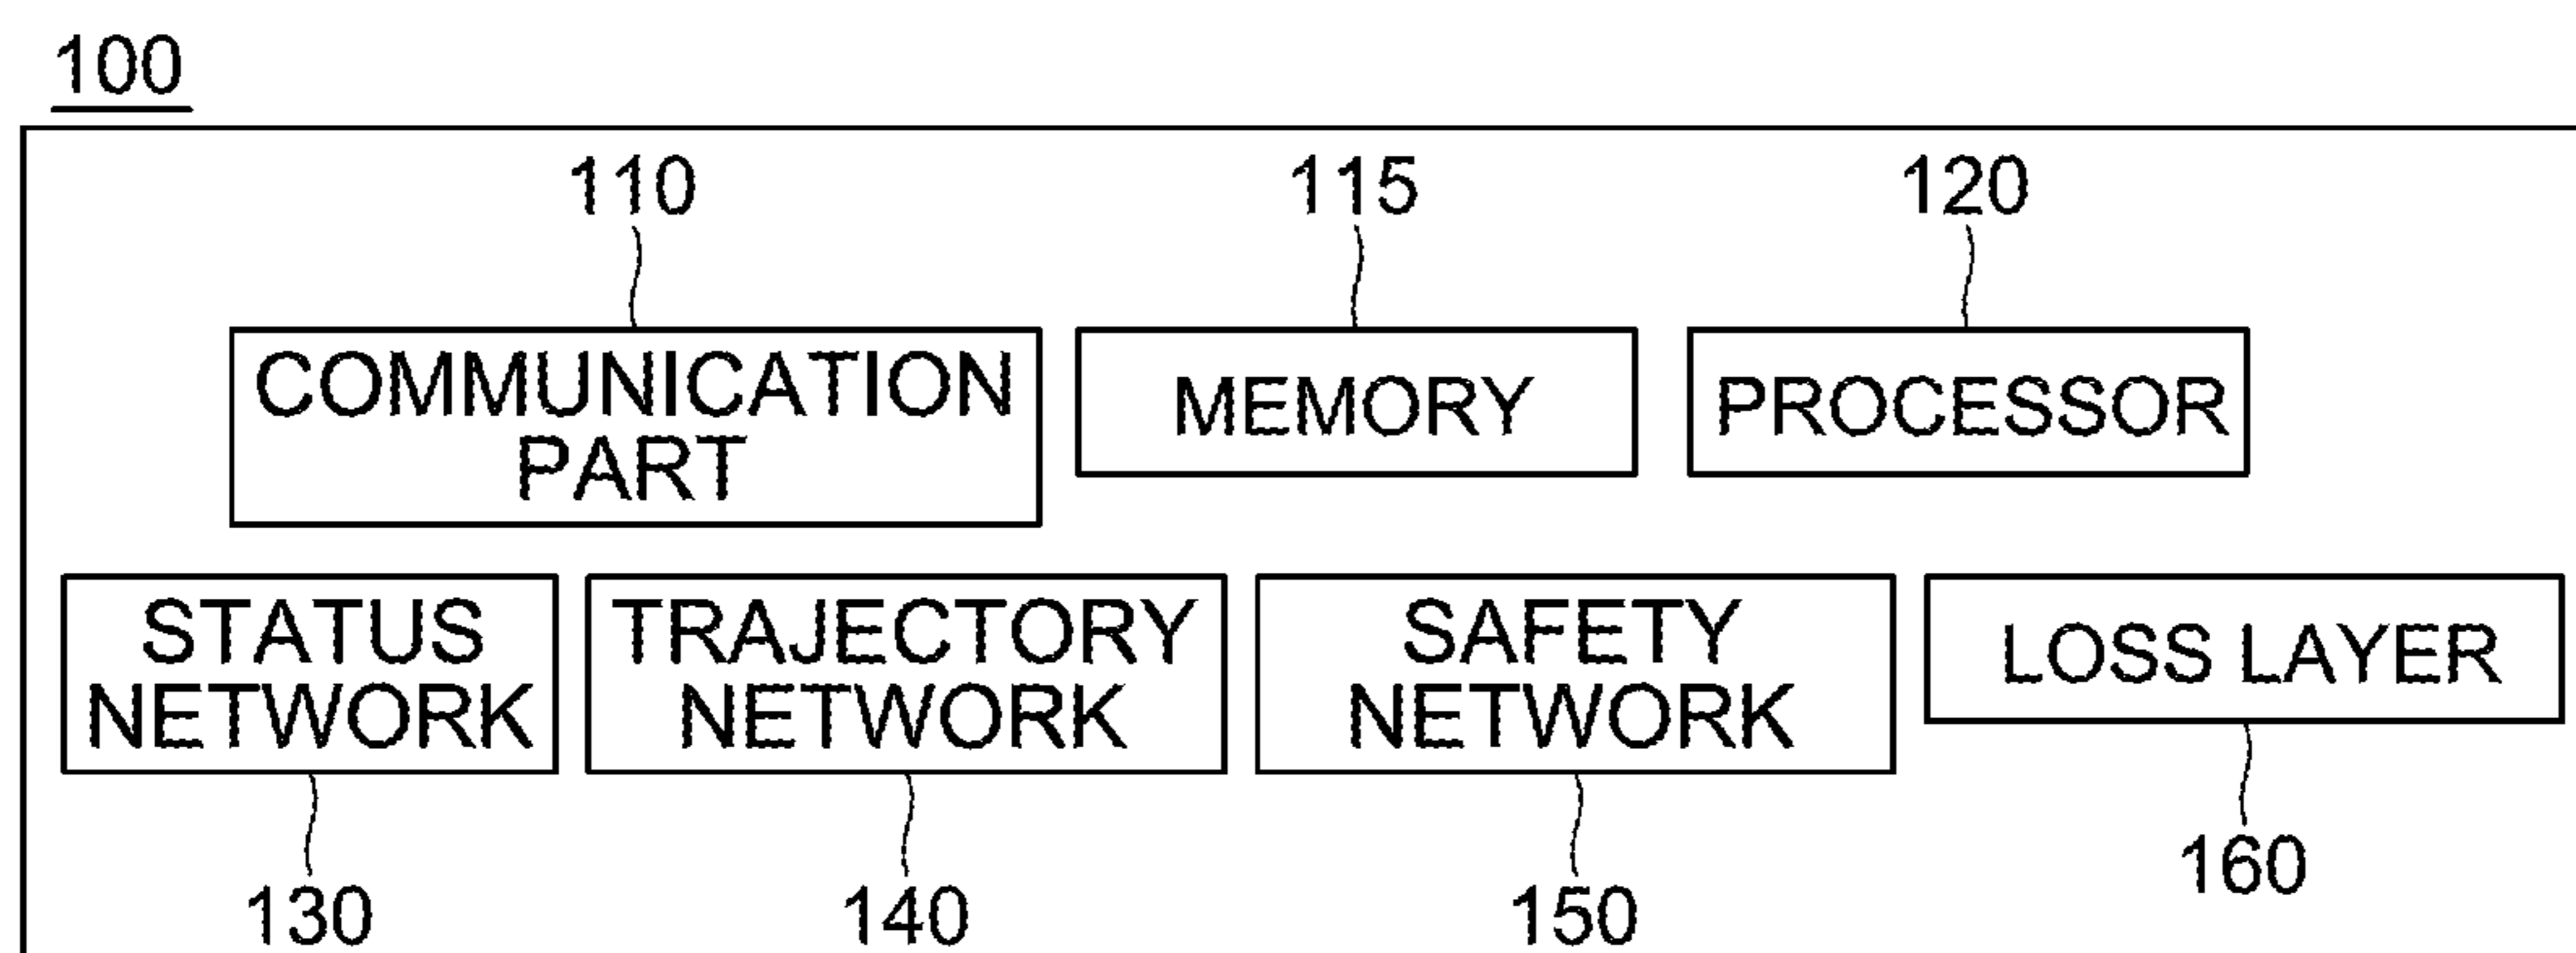 100
110
115
120
COMMUNICATION
PART
MEMORY
PROCESSOR
STATUS
NETWORK
TRAJECTORY
NETWORK
SAFETY
NETWORK
LOSS LAYER
130
140
150
160